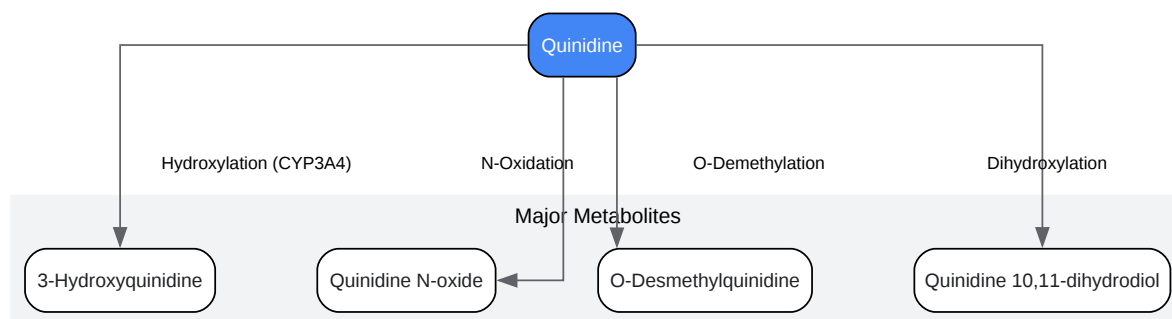 Quinidine
Hydroxylation (CYP3A4)
N-Oxidation
O-Demethylation
Dihydroxylation
Major Metabolites
3-Hydroxyquinidine
Quinidine N-oxide
O-Desmethylquinidine
Quinidine 10,11-dihydrodiol